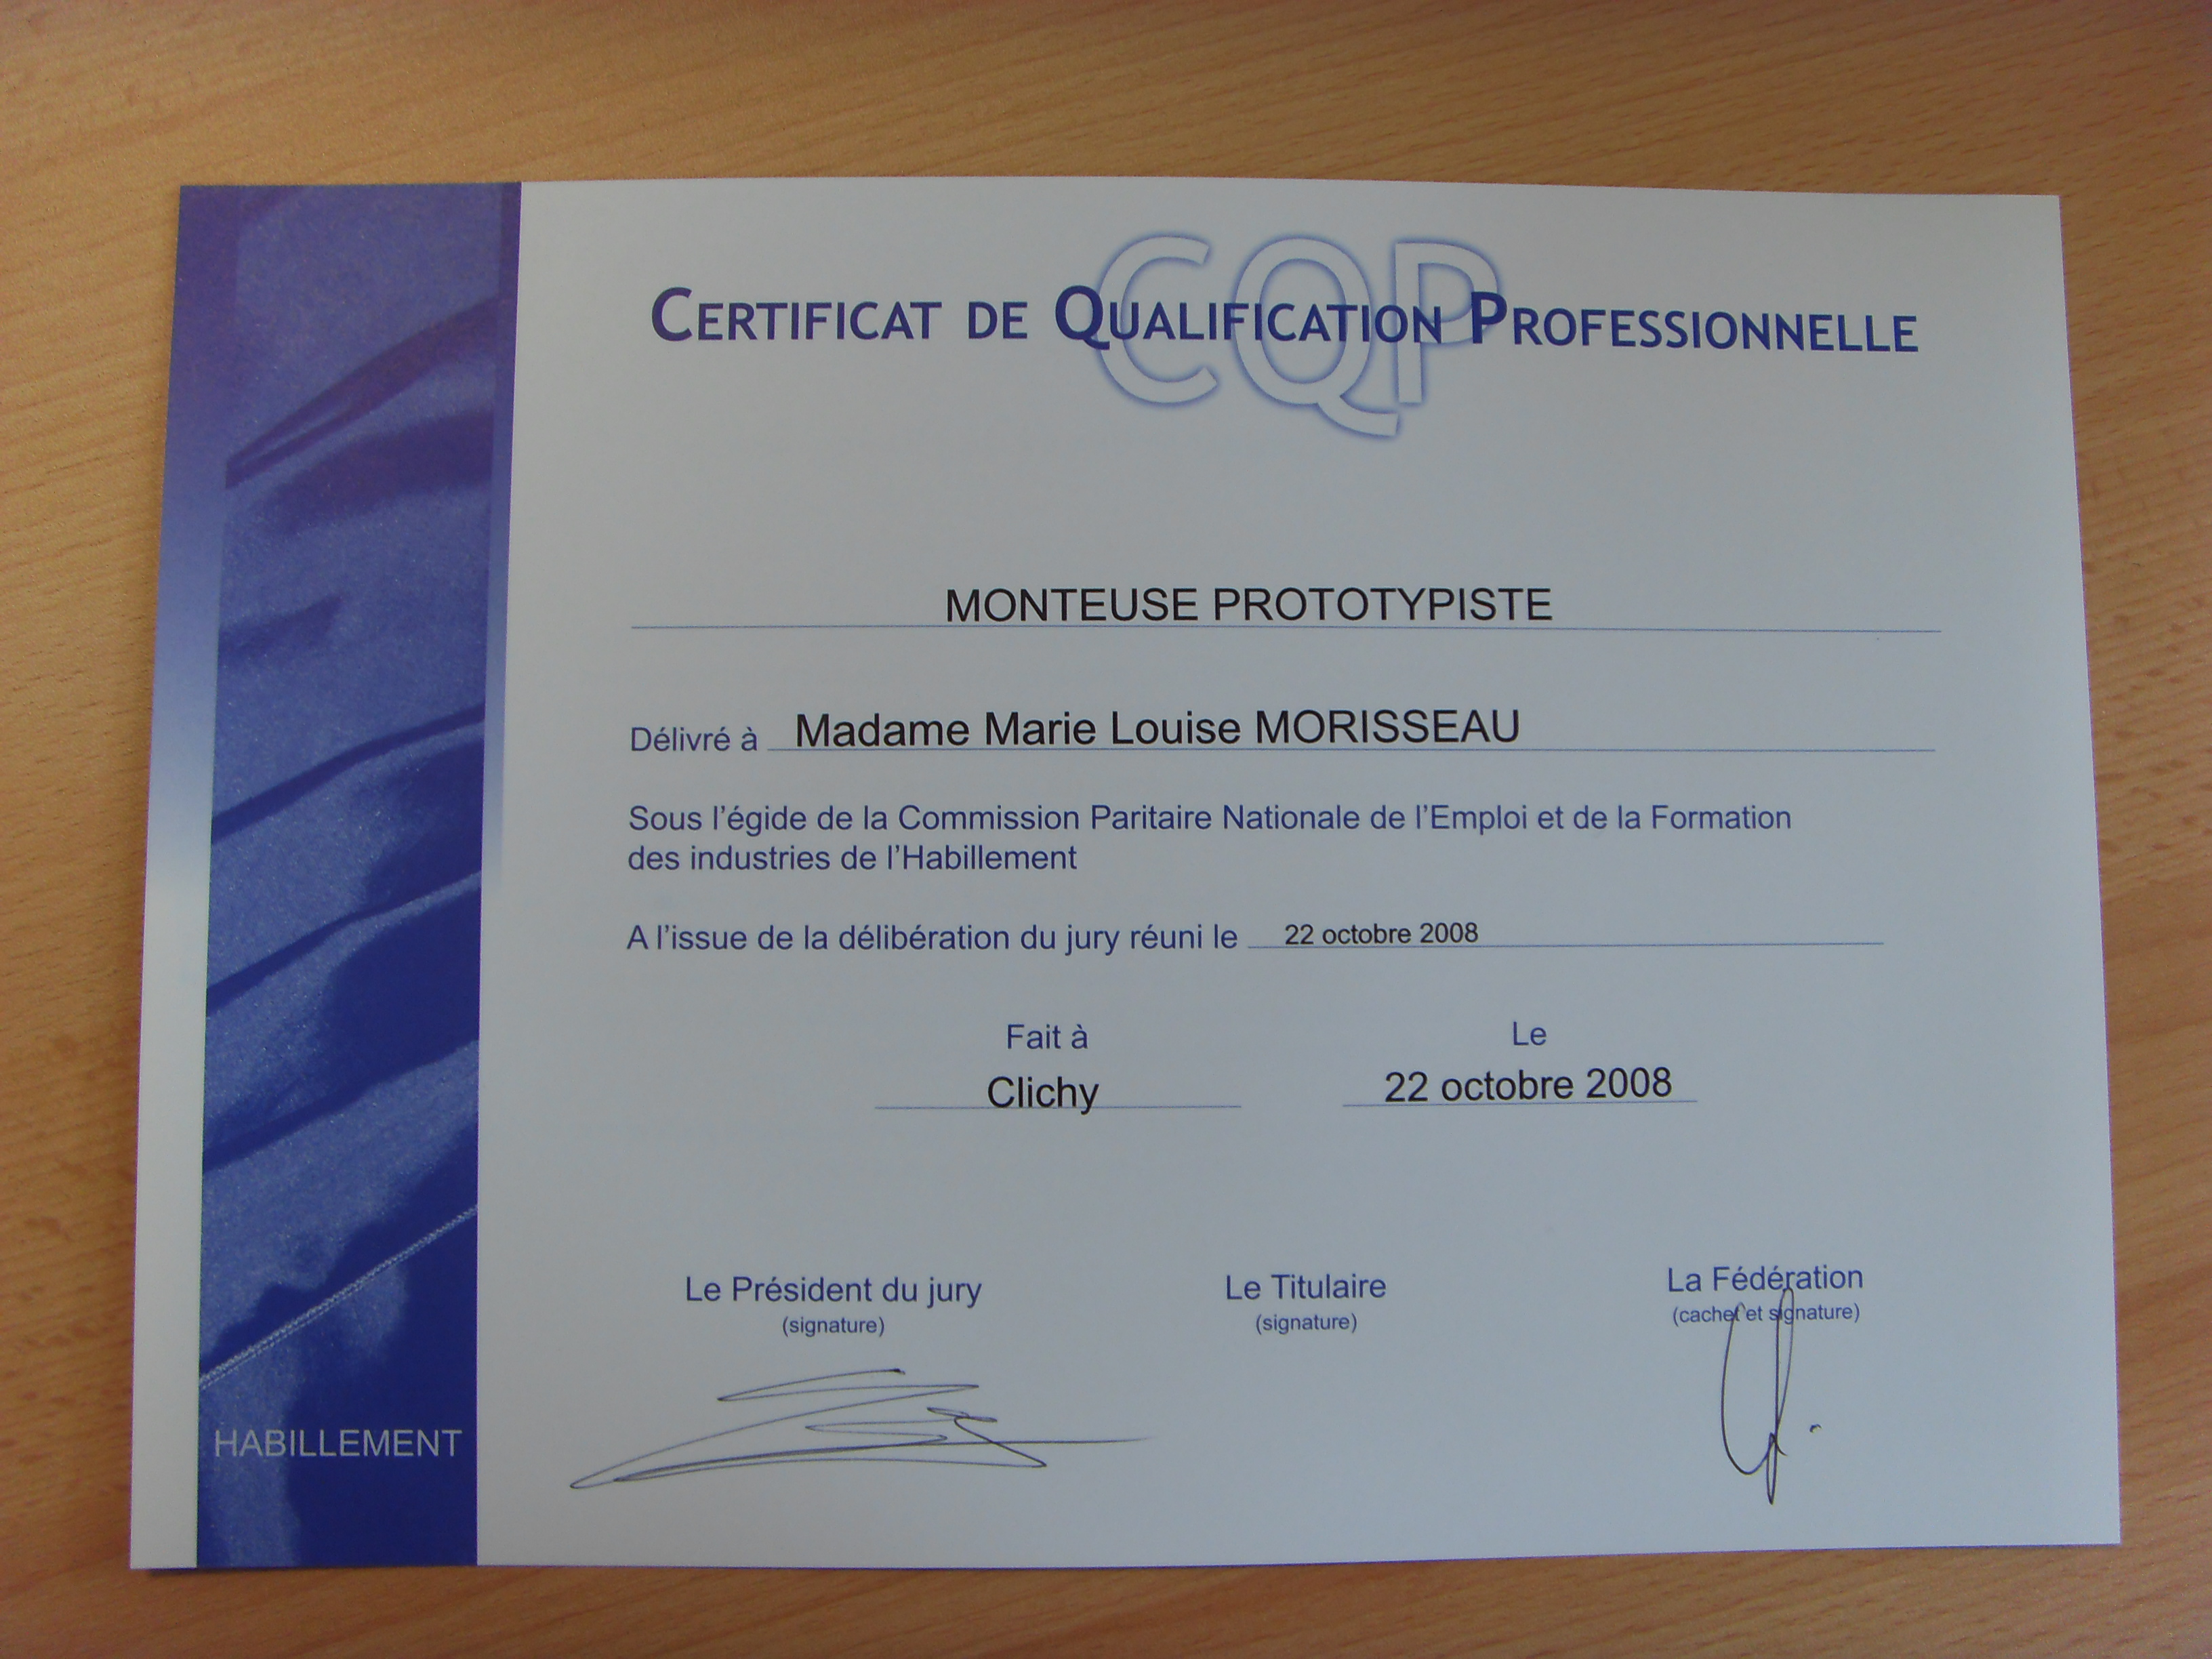 CQP
CERTIFICAT DE QUALIFICATION PROFESSIONNELLE
MONTEUSE PROTOTYPISTE
Délivré à Madame Marie Louise MORISSEAU
Sous l'égide de la Commission Paritaire Nationale de l'Emploi et de la Formation
des industries de l'Habillement
A l'issue de la délibération du jury réuni le 22 octobre 2008
Fait à Le
Clichy 22 octobre 2008
Le Président du jury Le Titulaire La Fédération
(signature) (signature) (cachet et signature)
HABILLEMENT